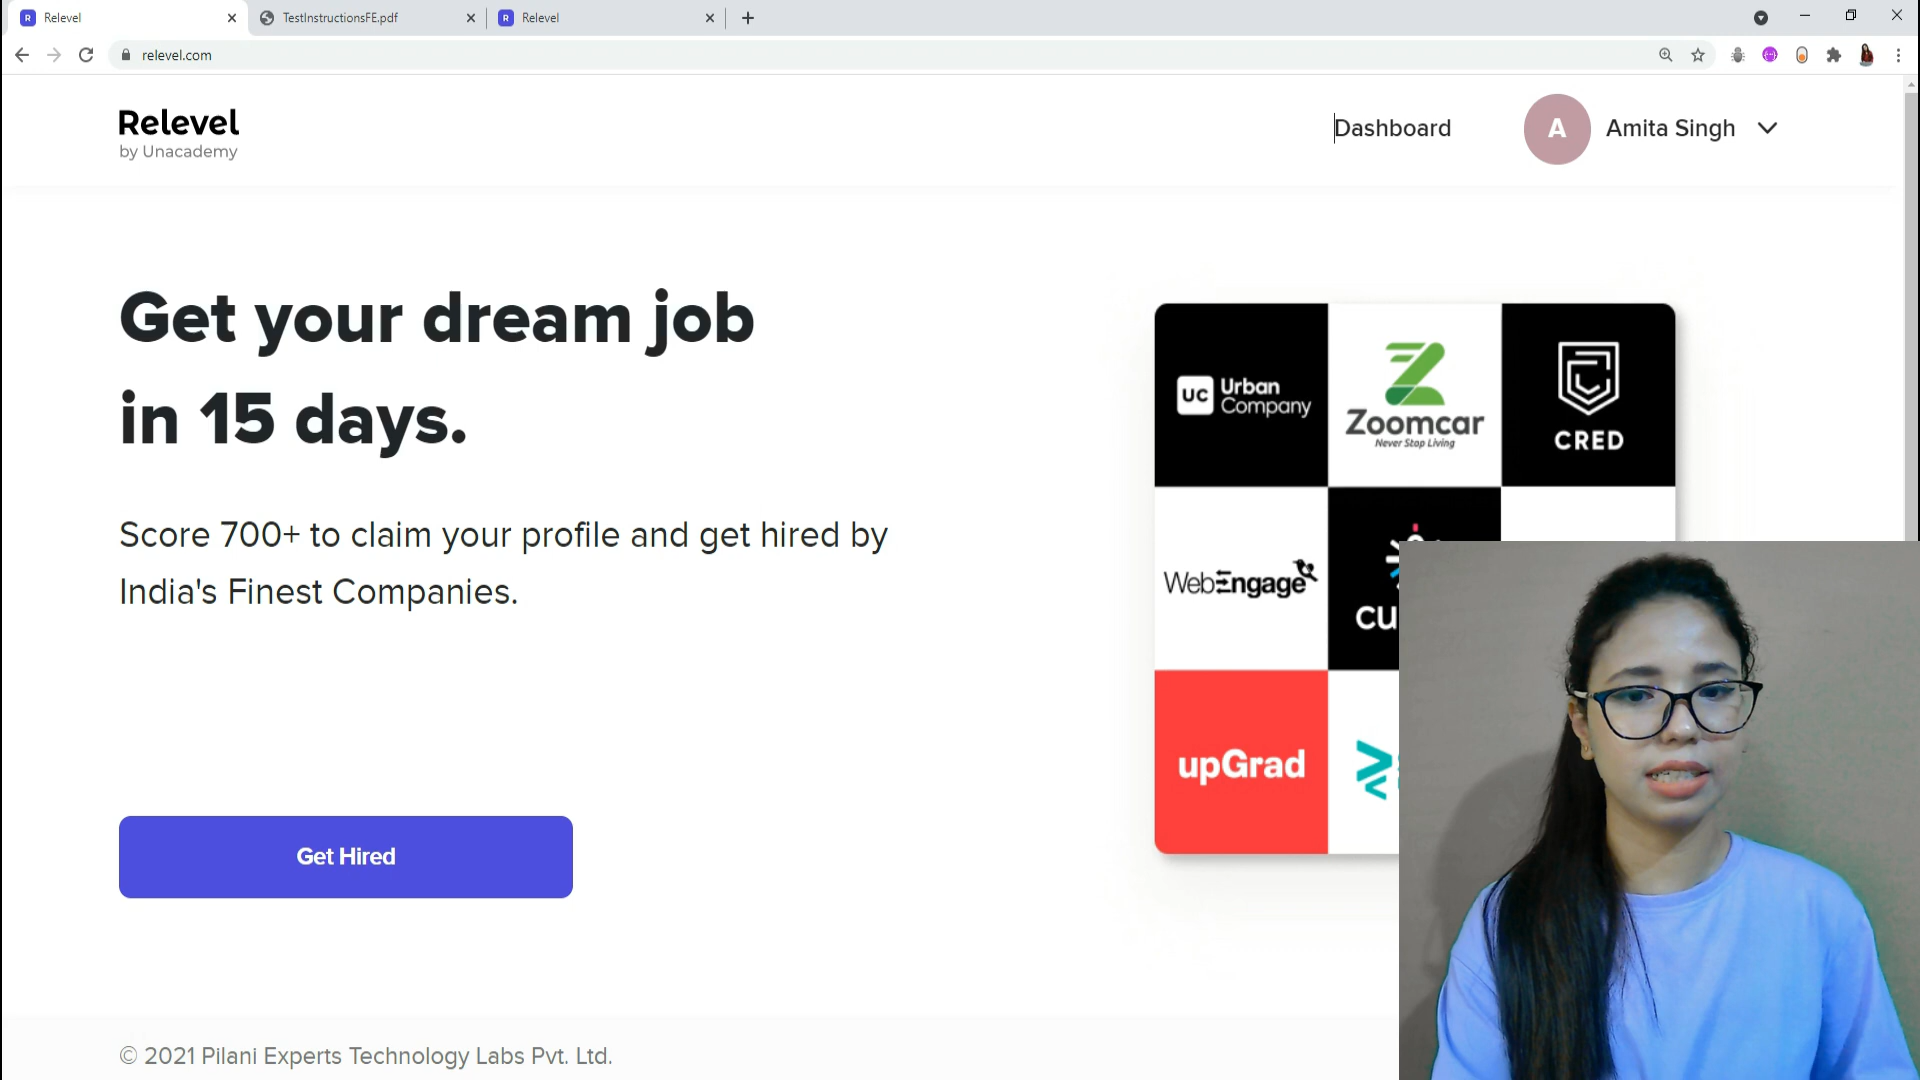 Relevel
TestInstructionsFE.pdf
Relevel
relevel.com
Relevel
by Unacademy
Dashboard
A
Amita Singh
Get your dream job
in 15 days.
Score 700+ to claim your profile and get hired by
India's Finest Companies.
Get Hired
UC Urban
Company
Zoomcar
Never Stop Living
CRED
WebEngage
cu
upGrad
© 2021 Pilani Experts Technology Labs Pvt. Ltd.